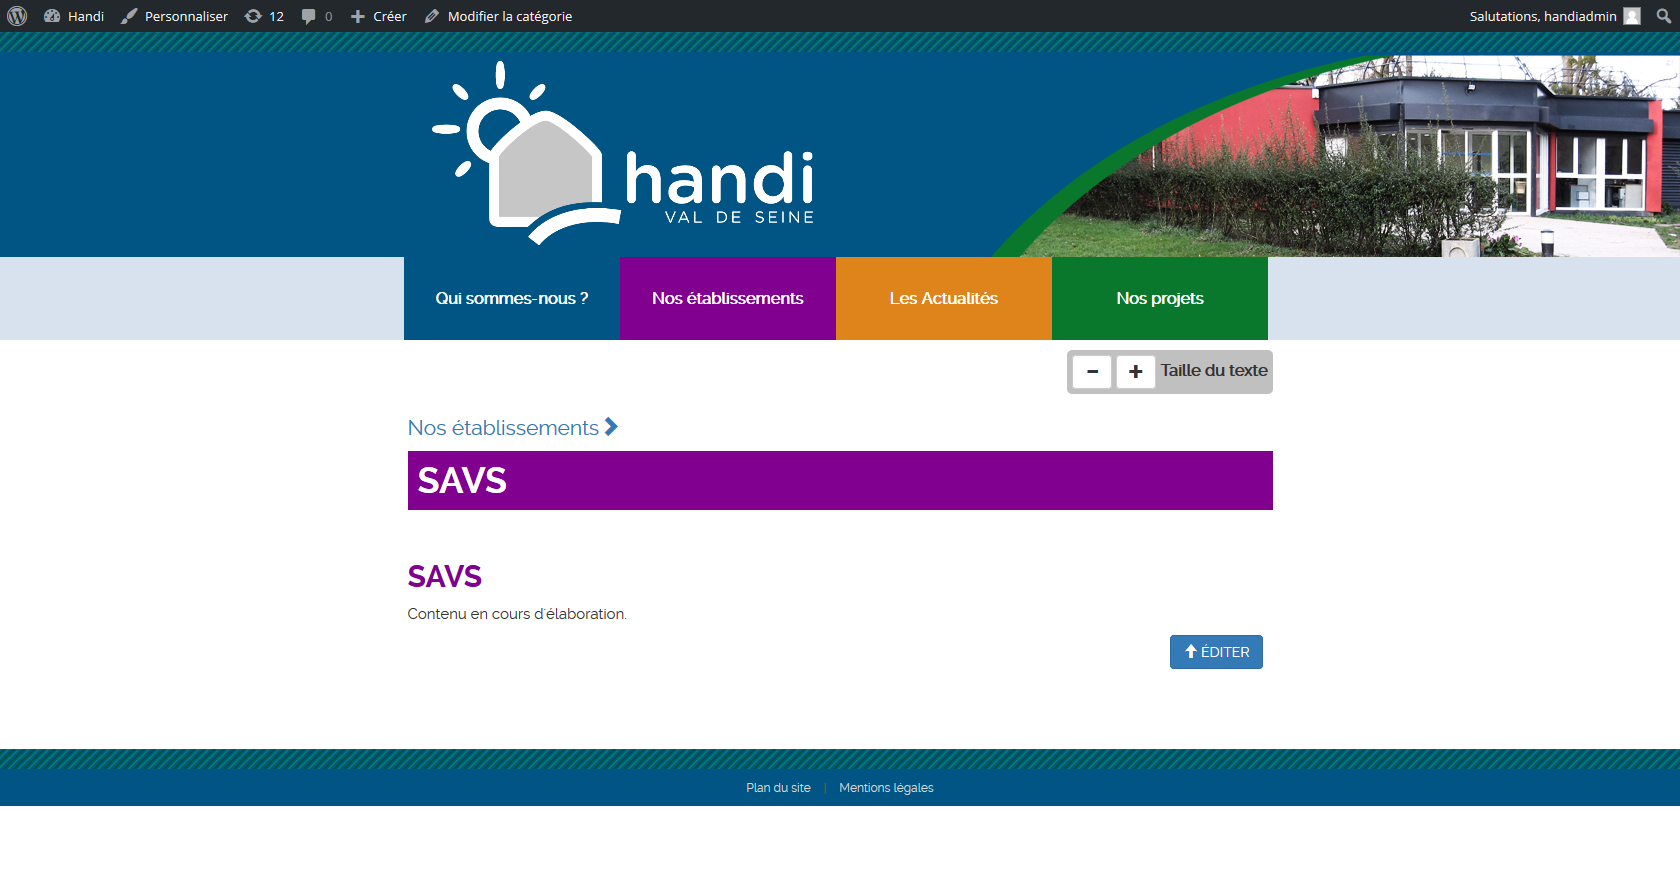 Handi Personnaliser 12 0 Créer Modifier la catégorie Salutations, handiadmin
handi
VAL DE SEINE
Qui sommes-nous ? Nos établissements Les Actualités Nos projets
- + Taille du texte
Nos établissements
SAVS
SAVS
Contenu en cours d'élaboration.
ÉDITER
Plan du site | Mentions légales